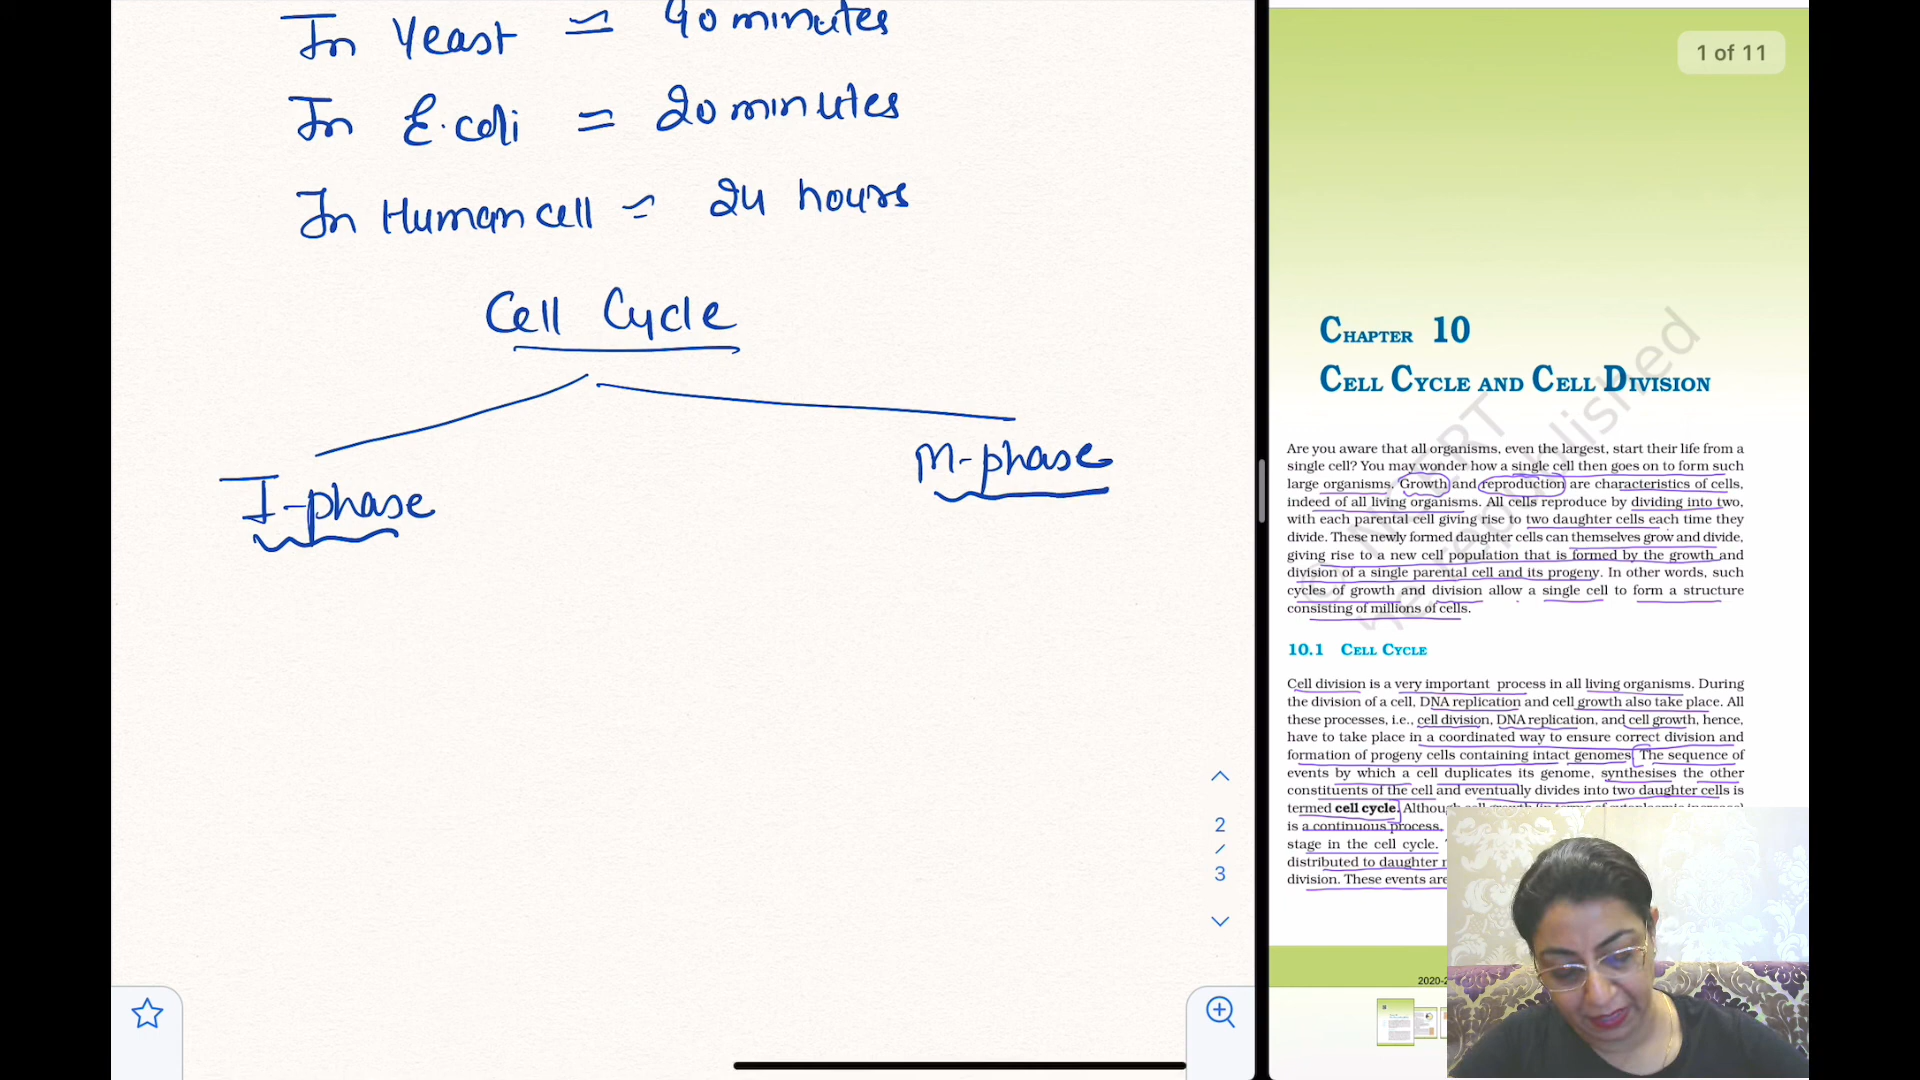 In Yeast = 90 minutes
In E.coli = 20 minutes
In Human cell = 24 hours
Cell Cycle
I-phase
M-phase
2
/
3
1 of 11
CHAPTER 10
CELL CYCLE AND CELL DIVISION
Are you aware that all organisms, even the largest, start their life from a
single cell? You may wonder how a single cell then goes on to form such
large organisms. Growth and reproduction are characteristics of cells,
indeed of all living organisms. All cells reproduce by dividing into two,
with each parental cell giving rise to two daughter cells each time they
divide. These newly formed daughter cells can themselves grow and divide,
giving rise to a new cell population that is formed by the growth and
division of a single parental cell and its progeny. In other words, such
cycles of growth and division allow a single cell to form a structure
consisting of millions of cells.
10.1 CELL CYCLE
Cell division is a very important process in all living organisms. During
the division of a cell, DNA replication and cell growth also take place. All
these processes, i.e., cell division, DNA replication, and cell growth, hence,
have to take place in a coordinated way to ensure correct division and
formation of progeny cells containing intact genomes. The sequence of
events by which a cell duplicates its genome, synthesises the other
constituents of the cell and eventually divides into two daughter cells is
termed cell cycle. Although cell growth (in terms of cytoplasmic increase)
is a continuous process,
stage in the cell cycle.
distributed to daughter
division. These events are